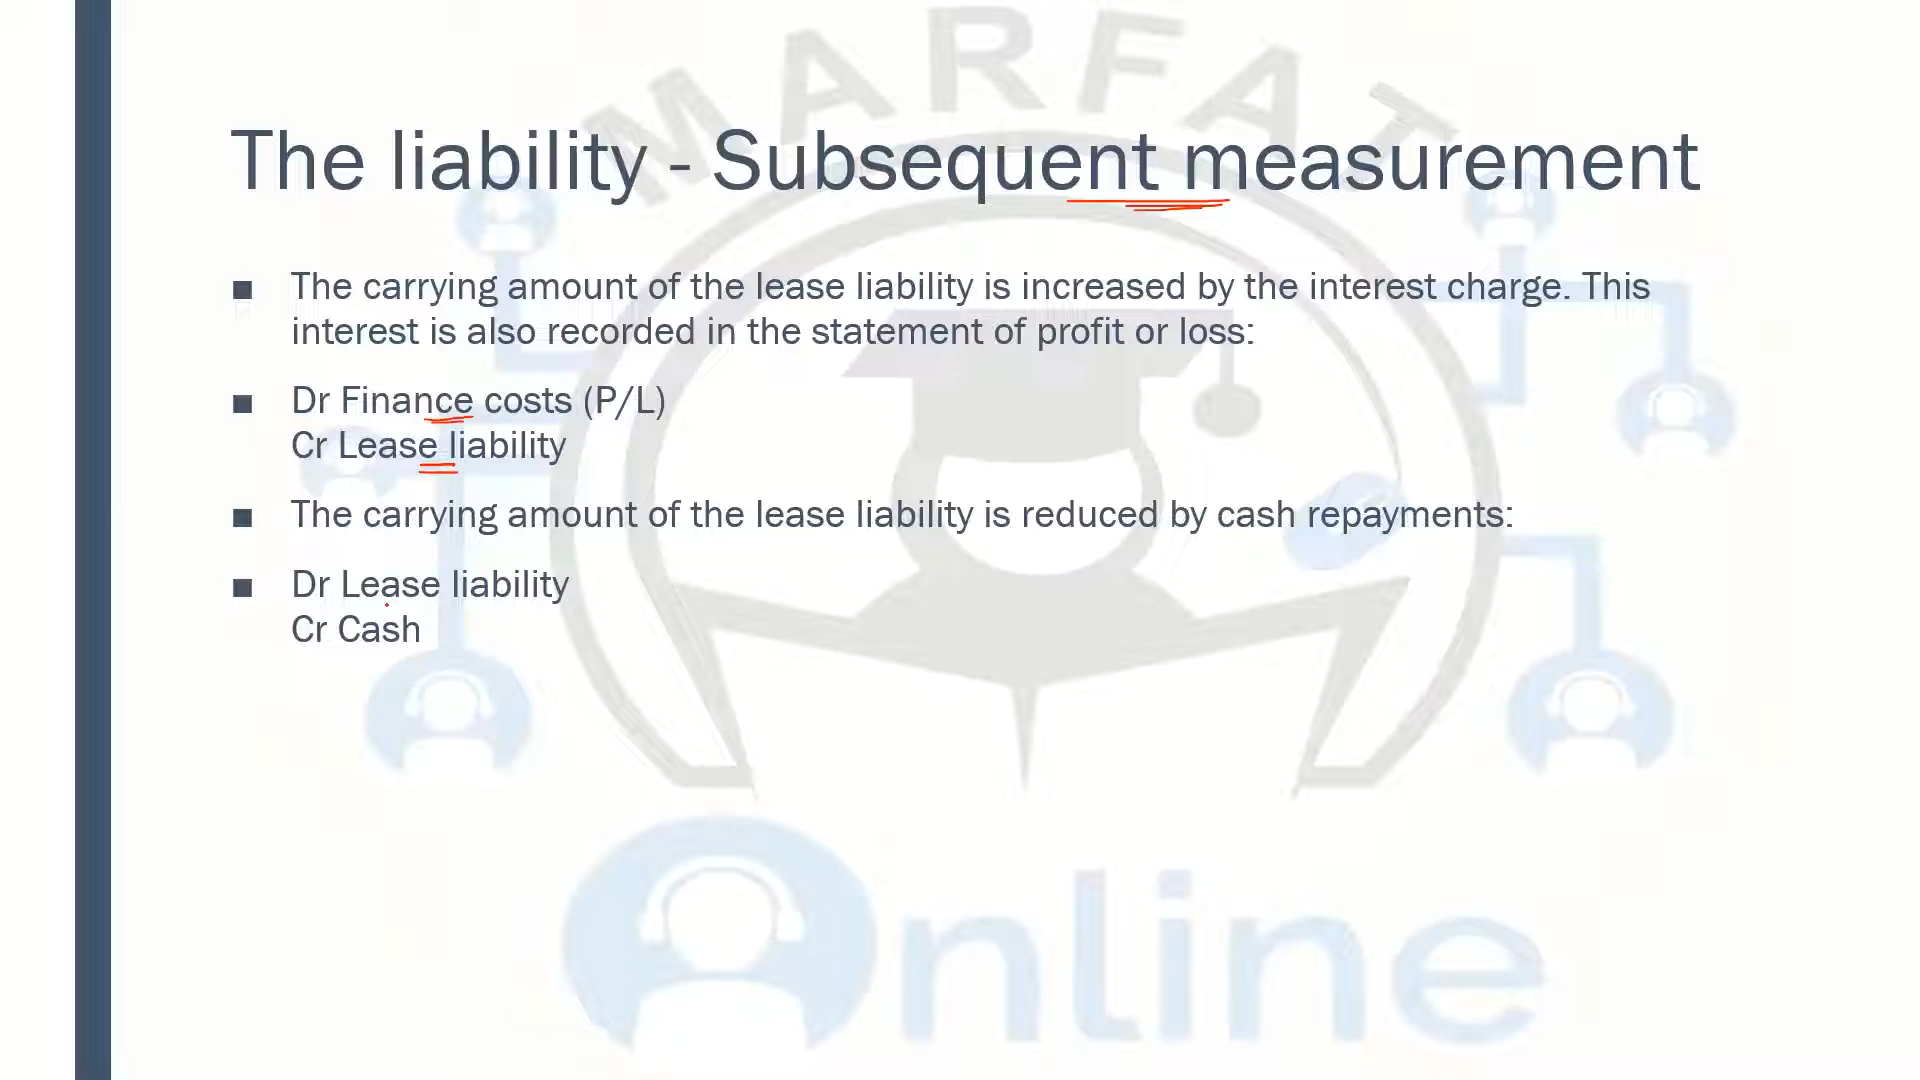 MARFAT
The liability - Subsequent measurement
■ The carrying amount of the lease liability is increased by the interest charge. This
interest is also recorded in the statement of profit or loss:
■ Dr Finance costs (P/L)
Cr Lease liability
■ The carrying amount of the lease liability is reduced by cash repayments:
■ Dr Lease liability
Cr Cash
nline